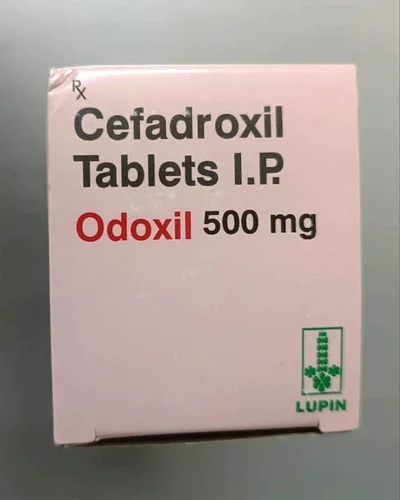 Rx
Cefadroxil
Tablets I.P.
Odoxil 500 mg
LUPIN